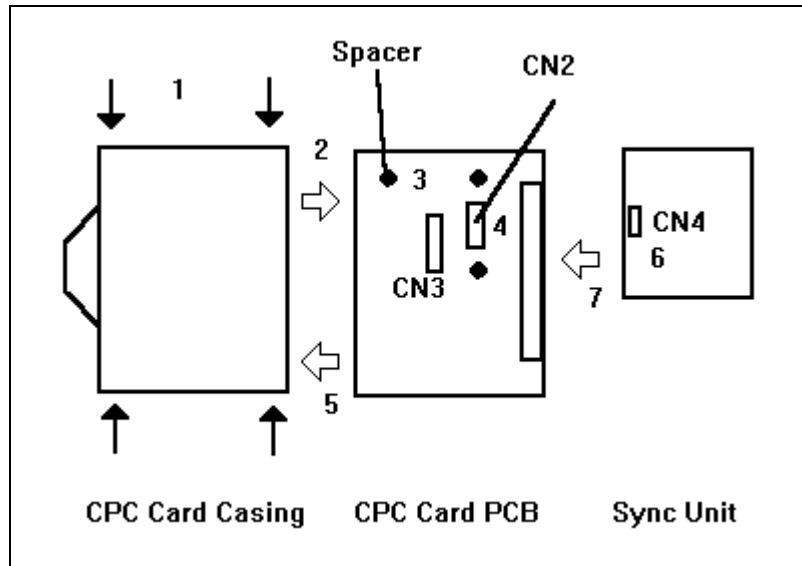 Spacer
CN2
1
2
3
4
CN4
6
CN3
7
5
CPC Card Casing
CPC Card PCB
Sync Unit